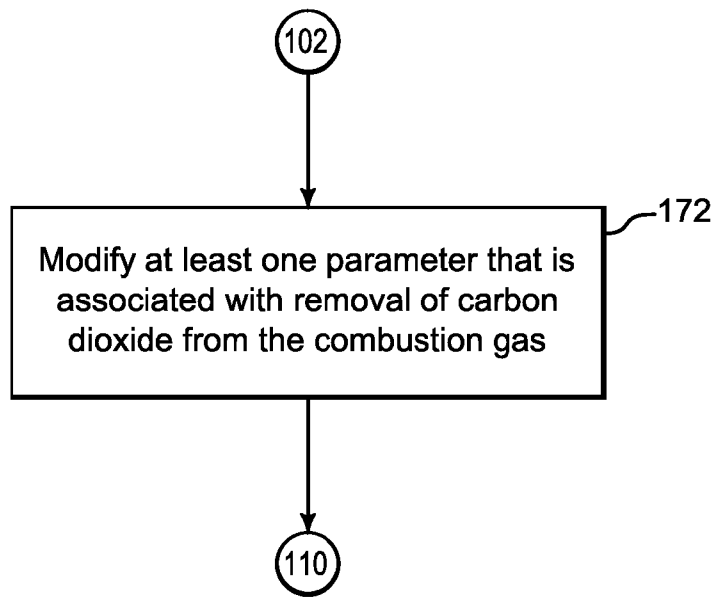 102
172
Modify at least one parameter that is
associated with removal of carbon
dioxide from the combustion gas
110